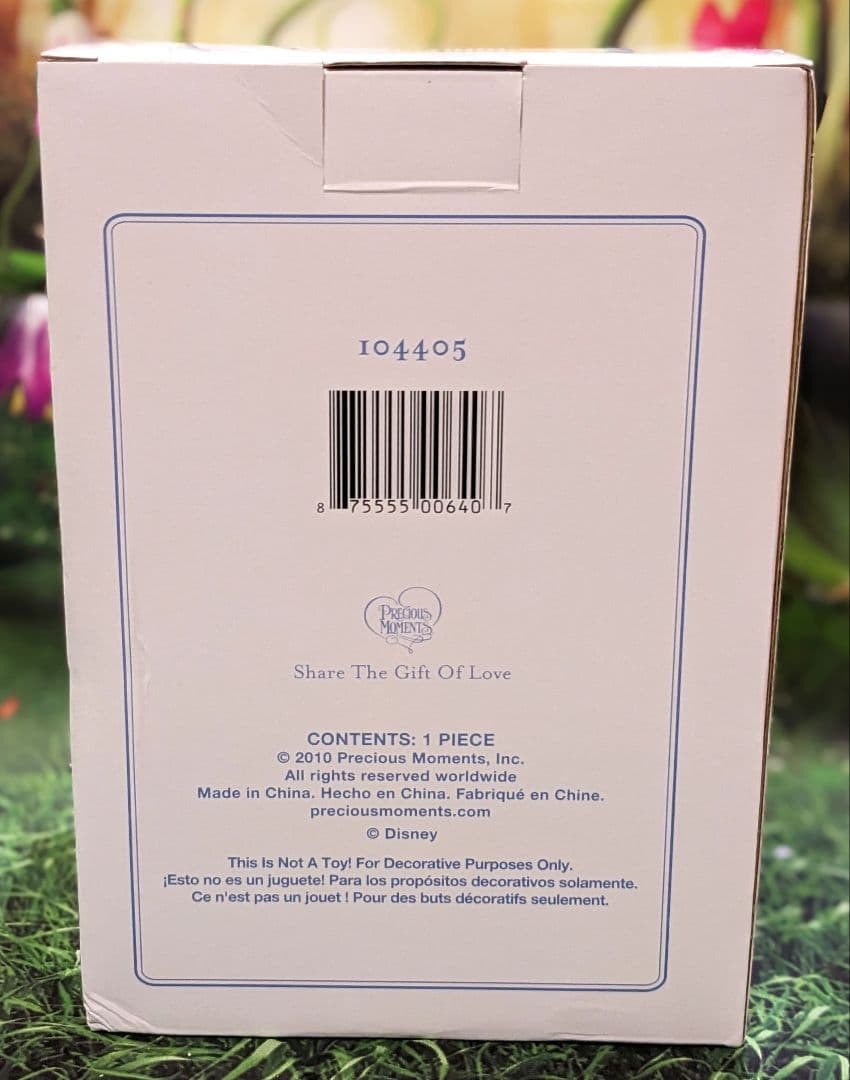 104405
8 75555 00640 7
PRECIOUS
MOMENTS
Share The Gift Of Love
CONTENTS: 1 PIECE
© 2010 Precious Moments, Inc.
All rights reserved worldwide
Made in China. Hecho en China. Fabriqué en Chine.
preciousmoments.com
© Disney
This Is Not A Toy! For Decorative Purposes Only.
¡Esto no es un juguete! Para los propósitos decorativos solamente.
Ce n'est pas un jouet ! Pour des buts décoratifs seulement.